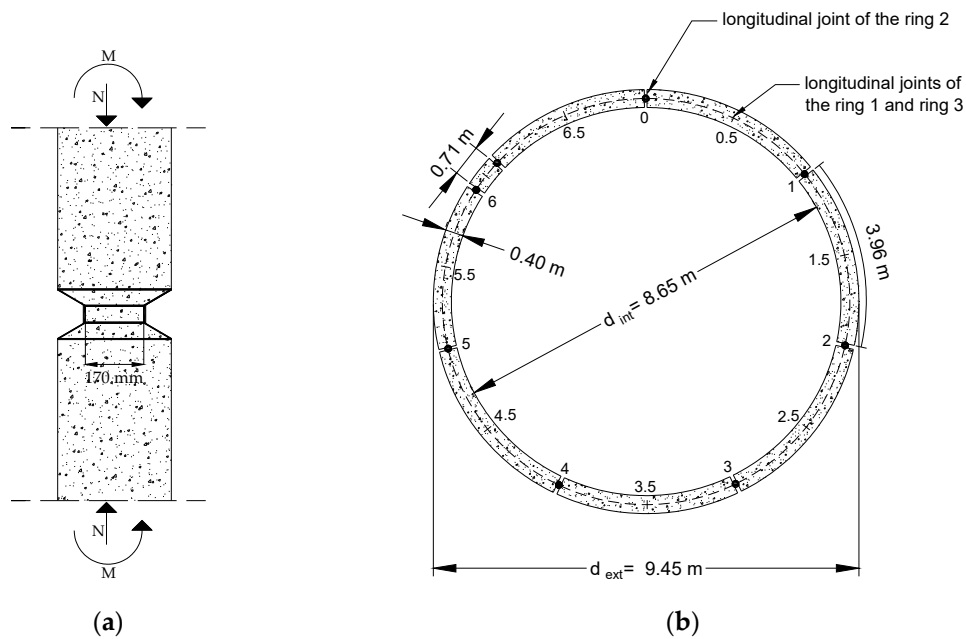 M
N
170 mm
N
M
(a)
longitudinal joint of the ring 2
longitudinal joints of
the ring 1 and ring 3
0
0.5
1
1.5
2
2.5
3
3.5
4
4.5
5
5.5
6
6.5
0.71 m
0.40 m
3.96 m
d int= 8.65 m
d ext= 9.45 m
(b)